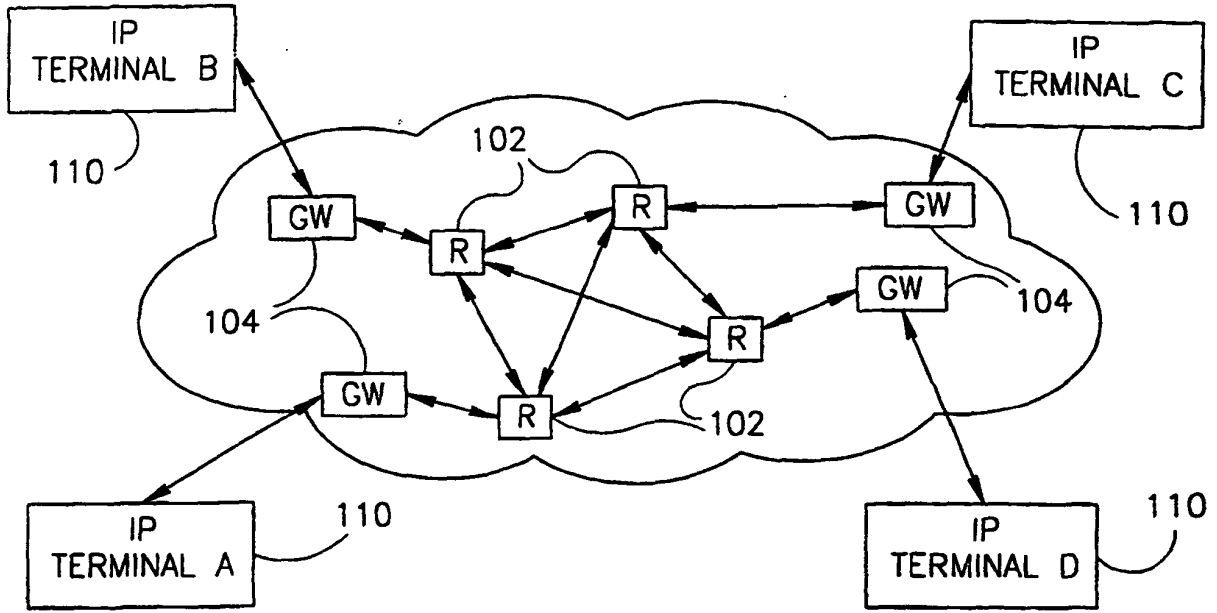 IP
TERMINAL B
IP
TERMINAL C
110
102
110
GW
R
R
GW
104
GW
104
R
GW
R
102
IP
TERMINAL A
110
IP
TERMINAL D
110